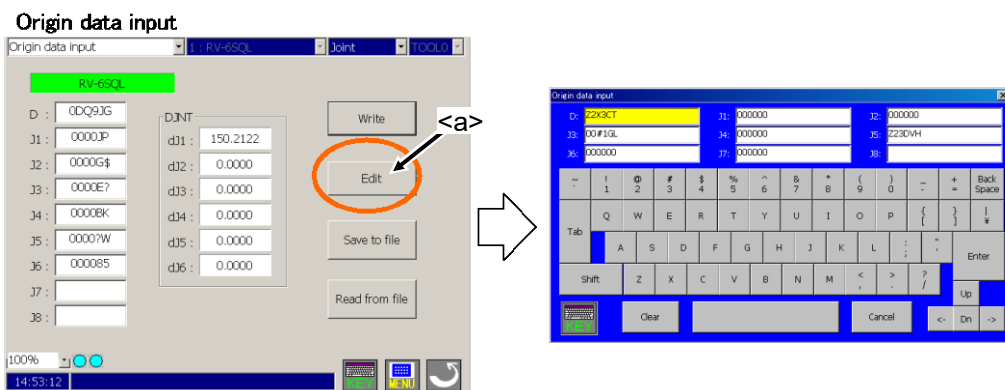 Origin data input
Origin data input 1 : RV-6SQL Joint TOOL0
RV-6SQL
D : 0DQ9JG
J1 : 0000JP
J2 : 0000G$
J3 : 0000E?
J4 : 0000BK
J5 : 0000?W
J6 : 000085
J7 :
J8 :
DJNT
dJ1 : 150.2122
dJ2 : 0.0000
dJ3 : 0.0000
dJ4 : 0.0000
dJ5 : 0.0000
dJ6 : 0.0000
Write
Edit
Save to file
Read from file
<a>
100%
14:53:12
KEY MENU
Origin data input
D: Z2X3CT J1: 000000 J2: 000000
J3: 00#1GL J4: 000000 J5: Z23DVH
J6: 000000 J7: 000000 J8:
~ ! @ # $ % ^ & * ( ) _ + Back
` 1 2 3 4 5 6 7 8 9 0 - = Space
Tab Q W E R T Y U I O P { [ } ] | ¥
A S D F G H J K L : ; " ' Enter
Shift Z X C V B N M < , > . ? / Up
KEY Clear Cancel <- Dn ->